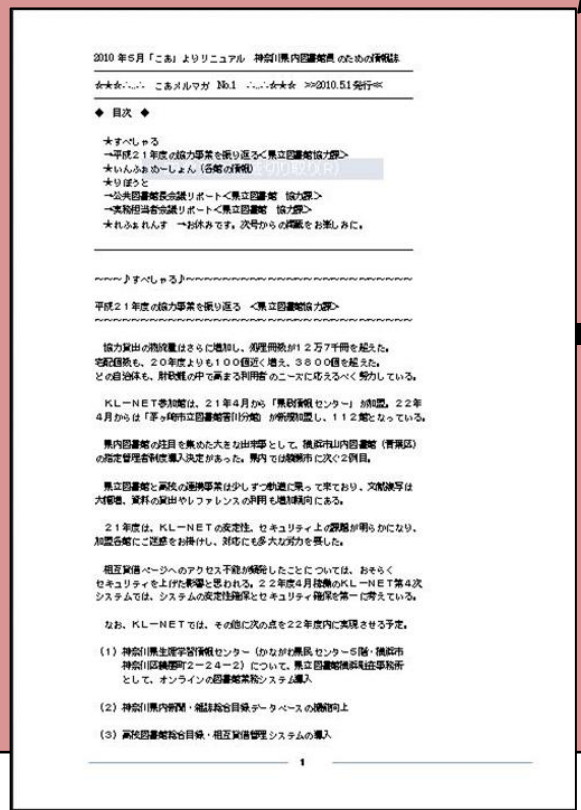 2010年5月「こあ」よりリニューアル 神奈川県内図書館員のための情報誌
☆★☆∴‥∴ こあメルマガ No.1 ∴‥∴☆★☆ >>2010.5.1発行<<
◆ 目次 ◆
★すぺしゃる
→平成21年度の協力事業を振り返る<県立図書館協力課>
★いんふぉめーしょん(各館の情報)
★りぽうと
→公共図書館長会議リポート<県立図書館 協力課>
→実務担当者会議リポート<県立図書館 協力課>
★れふぁれんす →お休みです。次号からの掲載をお楽しみに。
~~~♪すぺしゃる♪~~~~~~~~~~~~~~~~~~~~~~~
平成21年度の協力事業を振り返る <県立図書館協力課>
~~~~~~~~~~~~~~~~~~~~~~~~~~~~~~~~
協力貸出の物流量はさらに増加し、処理冊数が12万7千冊を超えた。
宅配個数も、20年度よりも100個近く増え、3800個を超えた。
どの自治体も、財政難の中で高まる利用者のニーズに応えるべく努力している。
KL-NET参加館は、21年4月から「県政情報センター」が加盟。22年
4月からは「茅ヶ崎市立図書館香川分館」が新規加盟し、112館となっている。
県内図書館の注目を集めた大きな出来事として、横浜市山内図書館(青葉区)
の指定管理者制度導入決定があった。県内では綾瀬市に次ぐ2例目。
県立図書館と高校の連携事業は少しずつ軌道に乗って来ており、文献複写は
大幅増、資料の貸出やレファレンスの利用も増加傾向にある。
21年度は、KL-NETの安定性、セキュリティ上の課題が明らかになり、
加盟各館にご迷惑をお掛けし、対応にも多大な労力を要した。
相互貸借ページへのアクセス不能が頻発したことについては、おそらく
セキュリティを上げた影響と思われる。22年度4月稼働のKL-NET第4次
システムでは、システムの安定性確保とセキュリティ確保を第一に考えている。
なお、KL-NETでは、その他に次の点を22年度内に実現させる予定。
(1)神奈川県生涯学習情報センター(かながわ県民センター5階・横浜市
神奈川区鶴屋町2-24-2)について、県立図書館横浜駐在事務所
として、オンラインの図書館業務システム導入
(2)神奈川県内新聞・雑誌総合目録データベースの機能向上
(3)高校図書館総合目録・相互貸借管理システムの導入
1